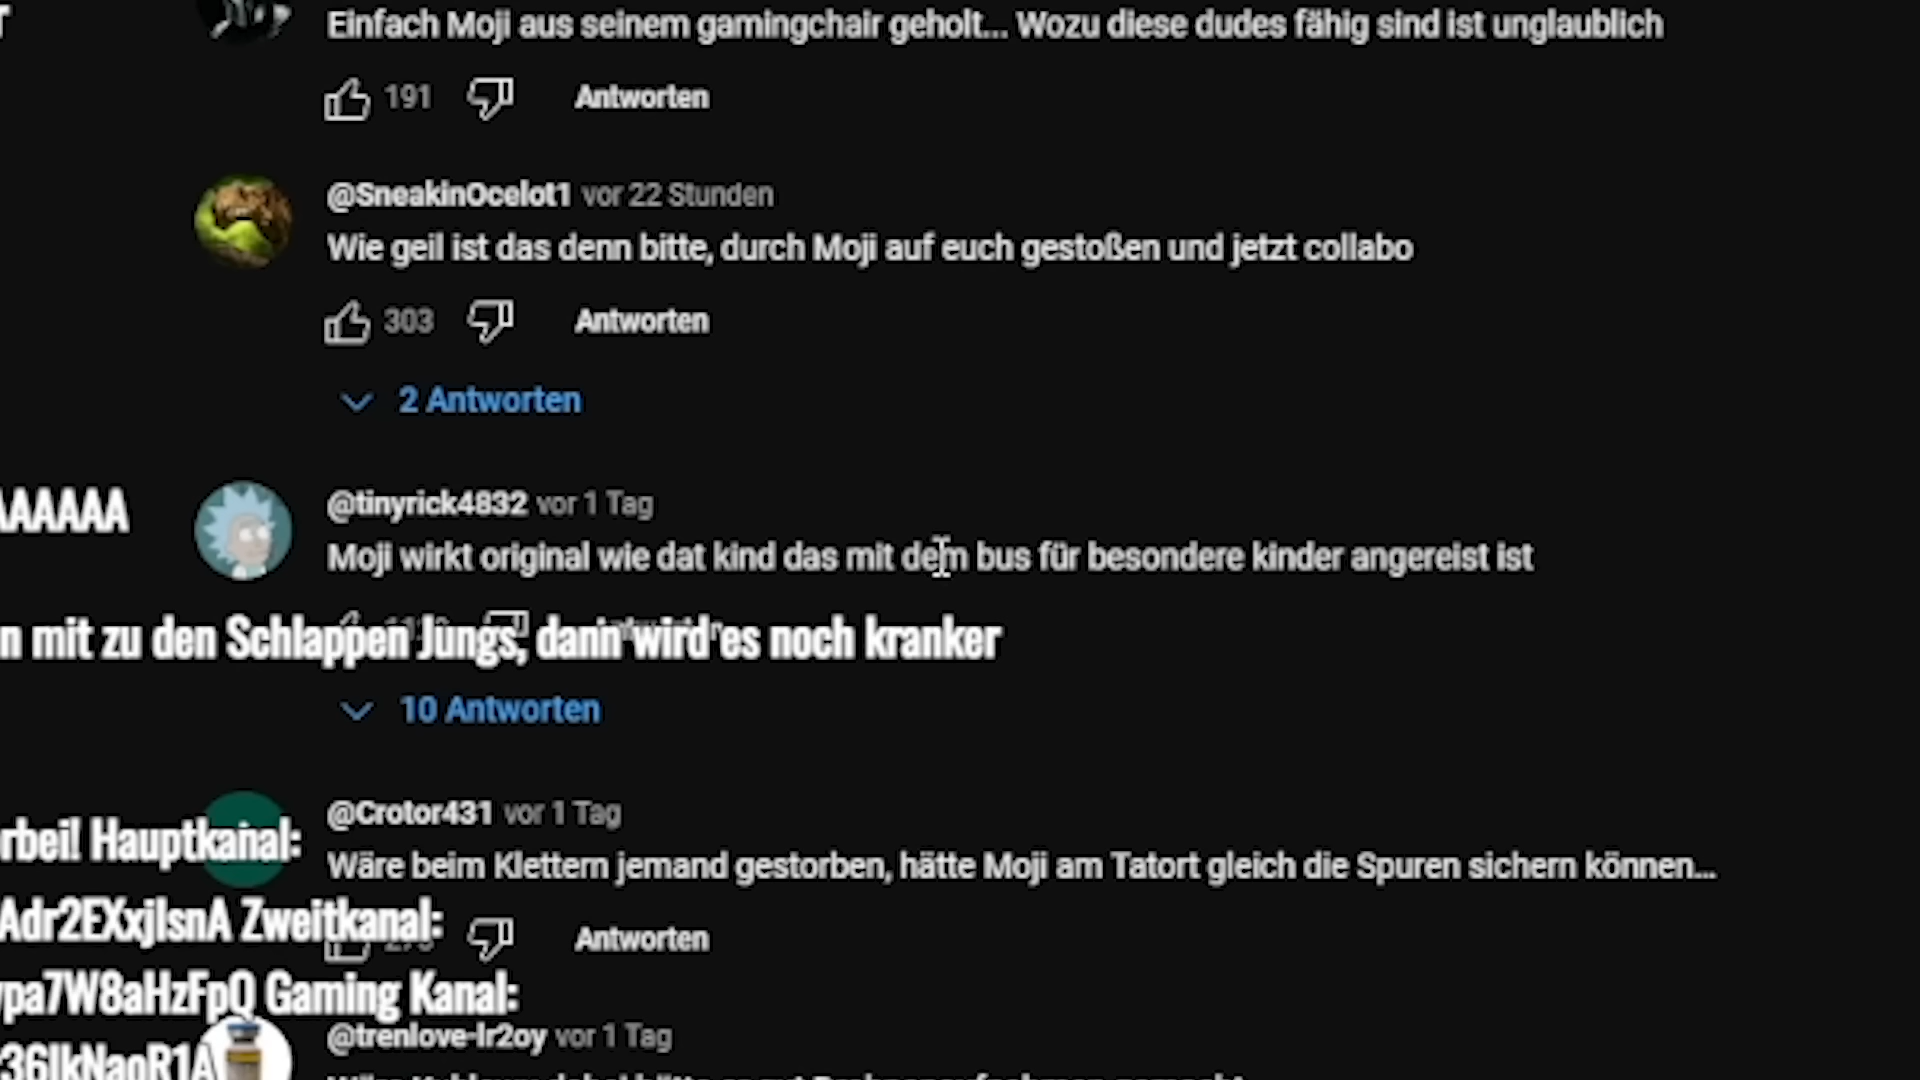 Einfach Moji aus seinem gamingchair geholt... Wozu diese dudes fähig sind ist unglaublich
191 Antworten
@SneakinOcelot1 vor 22 Stunden
Wie geil ist das denn bitte, durch Moji auf euch gestoßen und jetzt collabo
303 Antworten
2 Antworten
AAAAAA
@tinyrick4832 vor 1 Tag
Moji wirkt original wie dat kind das mit dem bus für besondere kinder angereist ist
n mit zu den Schlappen Jungs, dann wird es noch kranker
10 Antworten
@Crotor431 vor 1 Tag
rbei! Hauptkanal:
Wäre beim Klettern jemand gestorben, hätte Moji am Tatort gleich die Spuren sichern können...
Adr2EXxjlsnA Zweitkanal:
Antworten
ypa7W8aHzFpQ Gaming Kanal:
@trenlove-lr2oy vor 1 Tag